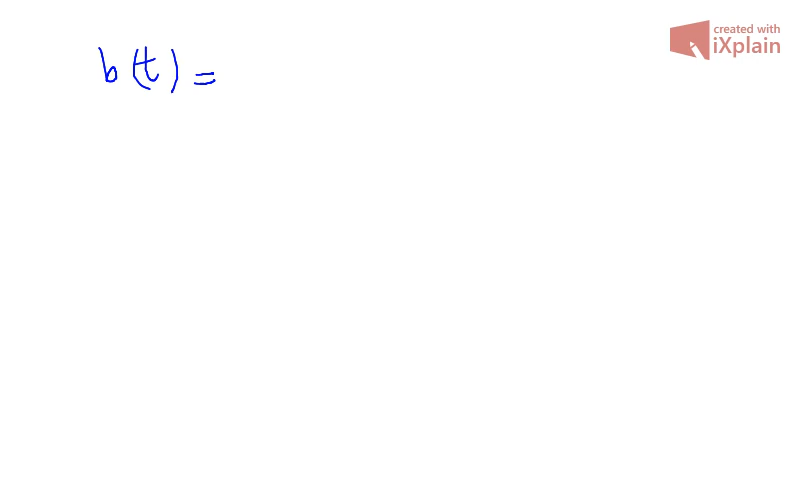 created with
iXplain
b(t) =